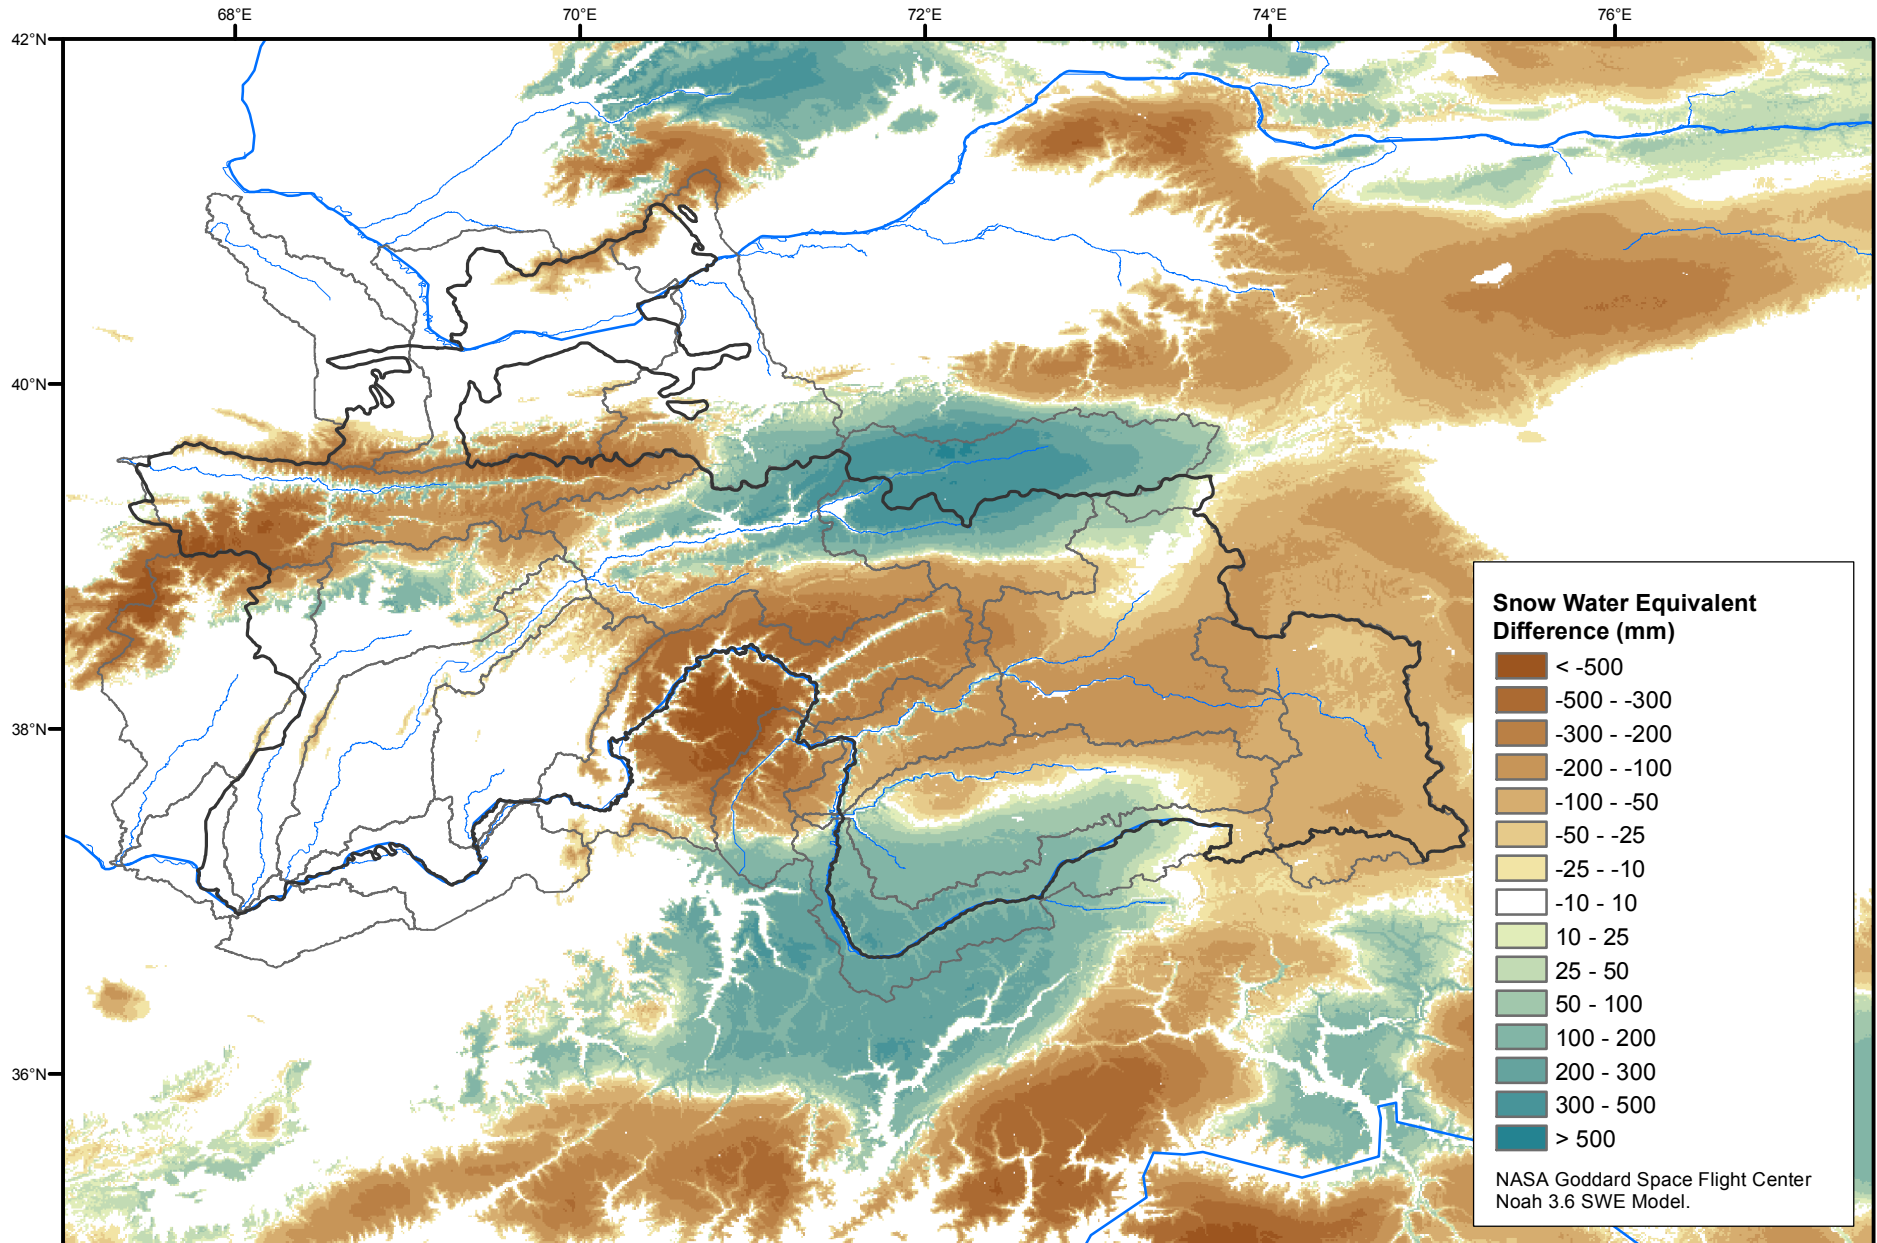 68°E 70°E 72°E 74°E 76°E
42°N
40°N
38°N
36°N
Snow Water Equivalent
Difference (mm)
< -500
-500 - -300
-300 - -200
-200 - -100
-100 - -50
-50 - -25
-25 - -10
-10 - 10
10 - 25
25 - 50
50 - 100
100 - 200
200 - 300
300 - 500
> 500
NASA Goddard Space Flight Center
Noah 3.6 SWE Model.